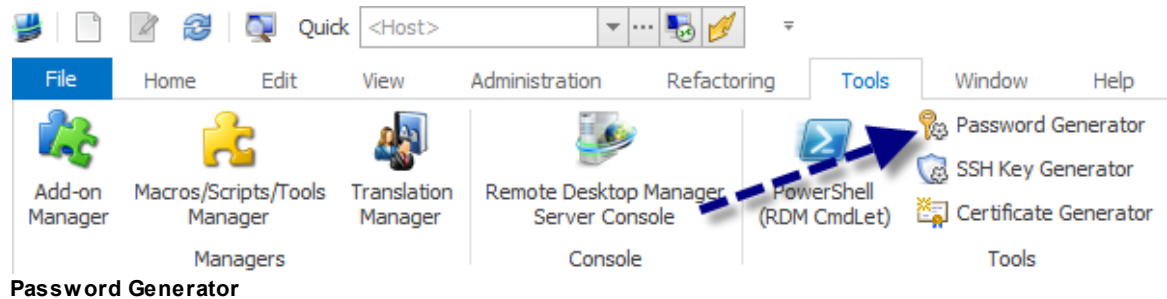 Quick <Host>
File Home Edit View Administration Refactoring Tools Window Help
Password Generator
SSH Key Generator
Certificate Generator
Add-on Manager
Macros/Scripts/Tools Manager
Translation Manager
Remote Desktop Manager Server Console
PowerShell (RDM CmdLet)
Managers Console Tools
Password Generator